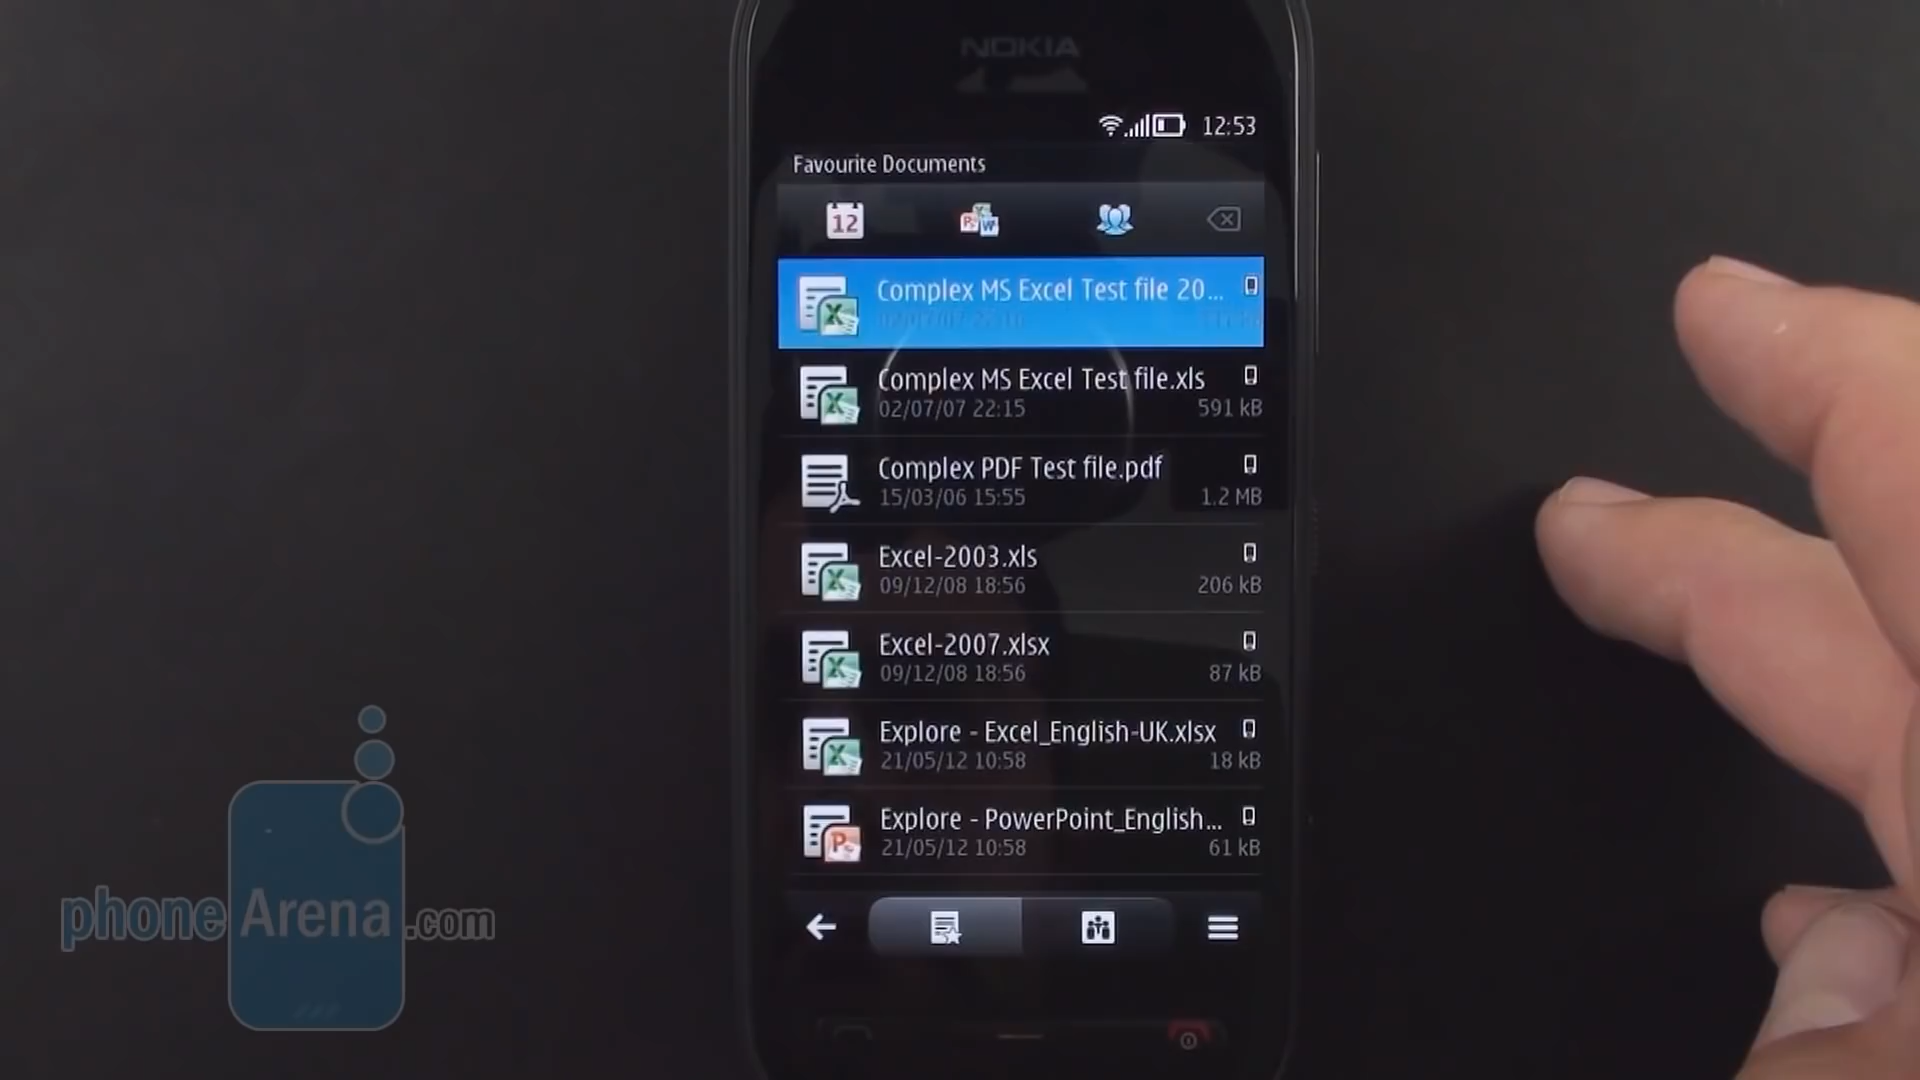 NOKIA
12:53
Favourite Documents
12
P X W
Complex MS Excel Test file 20...
Complex MS Excel Test file.xls
02/07/07 22:15 591 kB
Complex PDF Test file.pdf
15/03/06 15:55 1.2 MB
Excel-2003.xls
09/12/08 18:56 206 kB
Excel-2007.xlsx
09/12/08 18:56 87 kB
Explore - Excel_English-UK.xlsx
21/05/12 10:58 18 kB
Explore - PowerPoint_English...
21/05/12 10:58 61 kB
phoneArena.com